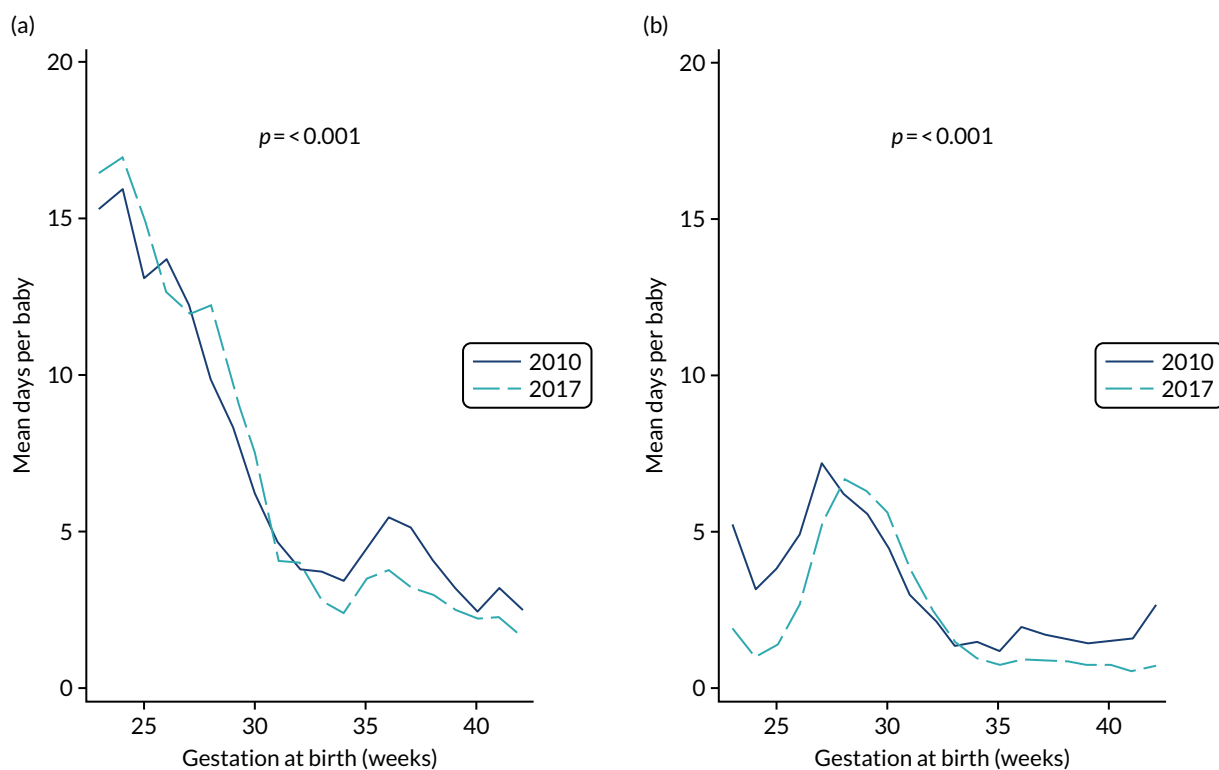 (a)
20
15
10
5
0
Mean days per baby
p = < 0.001
2010
2017
25 30 35 40
Gestation at birth (weeks)
(b)
20
15
10
5
0
Mean days per baby
p = < 0.001
2010
2017
25 30 35 40
Gestation at birth (weeks)